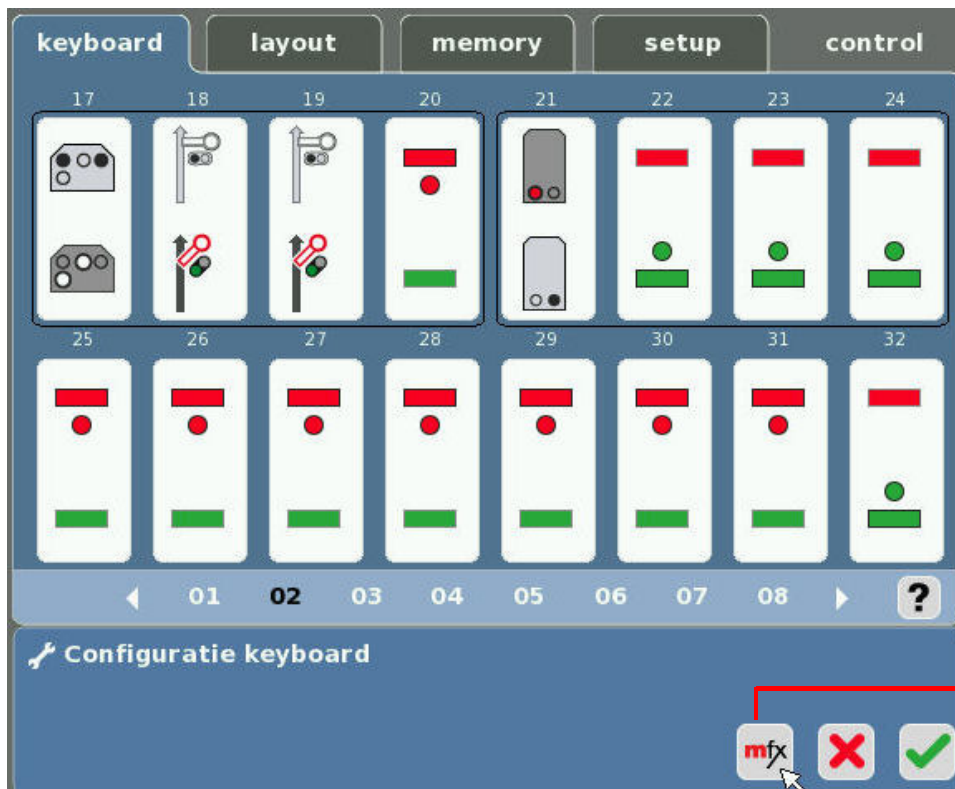 keyboard layout memory setup control
17 18 19 20 21 22 23 24
25 26 27 28 29 30 31 32
01 02 03 04 05 06 07 08 ?
Configuratie keyboard
mfx